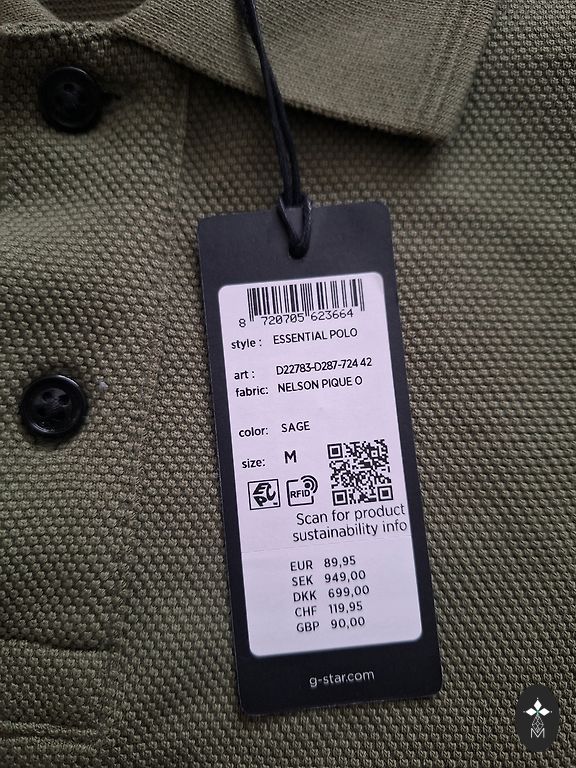 8 720705 623664
style : ESSENTIAL POLO
art : D22783-D287-724 42
fabric: NELSON PIQUE O
color: SAGE
size: M
RFID
Scan for product
sustainability info
EUR 89,95
SEK 949,00
DKK 699,00
CHF 119,95
GBP 90,00
g-star.com
M